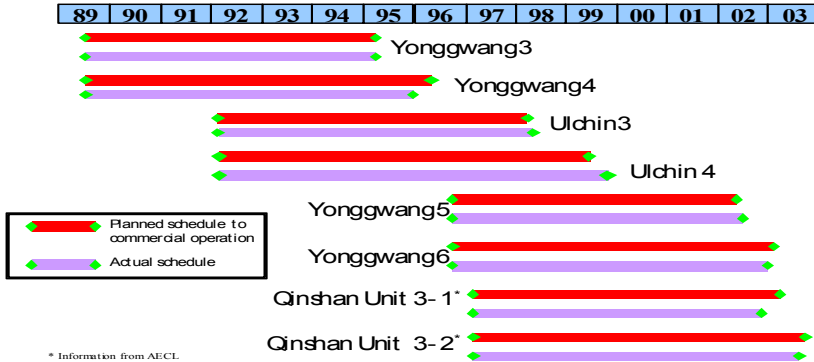 89 90 91 92 93 94 95 96 97 98 99 00 01 02 03
Yonggwang3
Yonggwang4
Ulchin3
Ulchin 4
Yonggwang5
Planned schedule to
commercial operation
Actual schedule
Yonggwang6
Qinshan Unit 3-1*
Qinshan Unit 3-2*
* Information from AECL